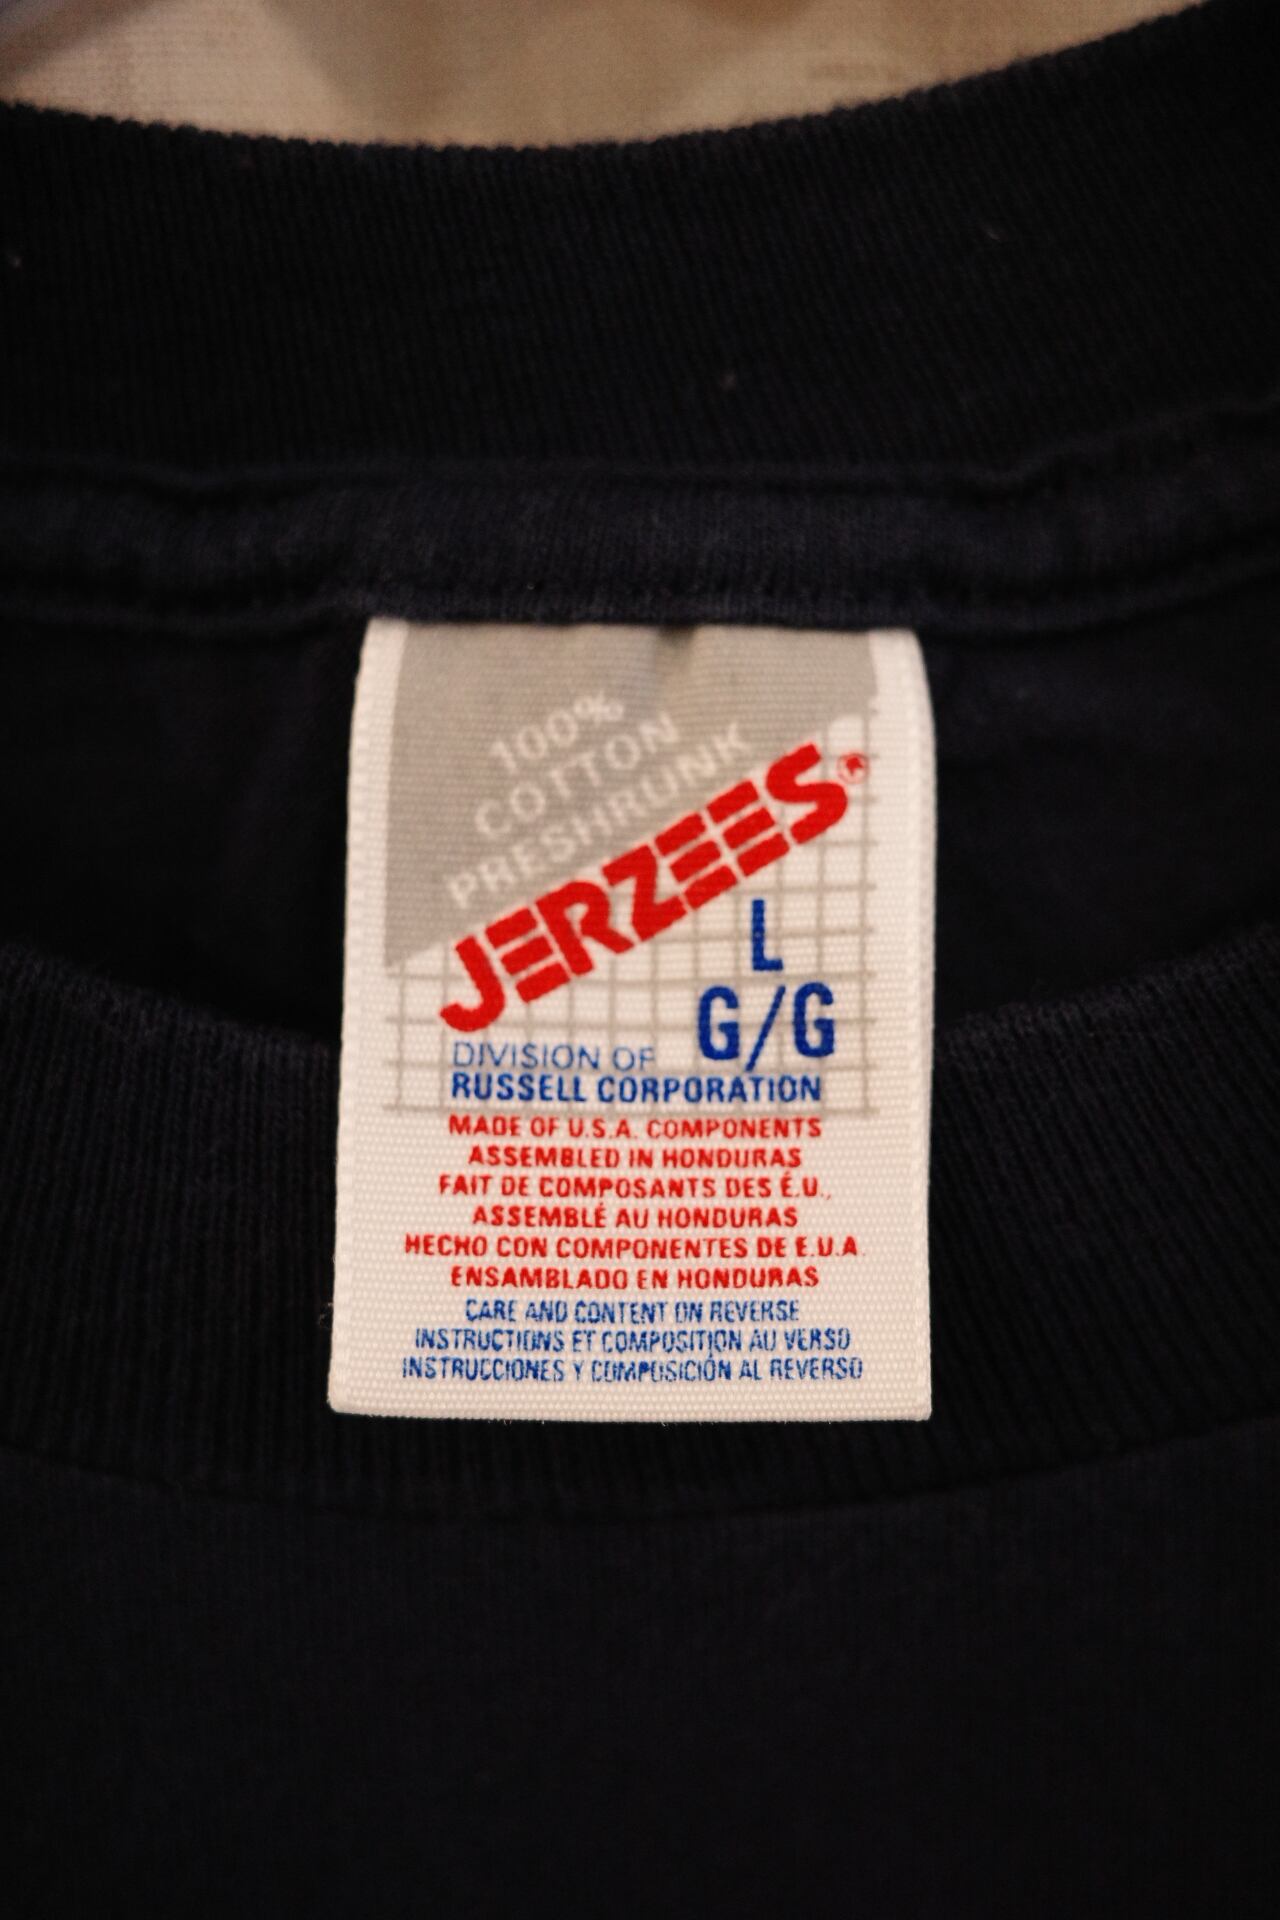 100%
COTTON
PRESHRUNK
JERZEES®
L
G/G
DIVISION OF
RUSSELL CORPORATION
MADE OF U.S.A. COMPONENTS
ASSEMBLED IN HONDURAS
FAIT DE COMPOSANTS DES É.U.,
ASSEMBLÉ AU HONDURAS
HECHO CON COMPONENTES DE E.U.A.
ENSAMBLADO EN HONDURAS
CARE AND CONTENT ON REVERSE
INSTRUCTIONS ET COMPOSITION AU VERSO
INSTRUCCIONES Y COMPOSICIÓN AL REVERSO